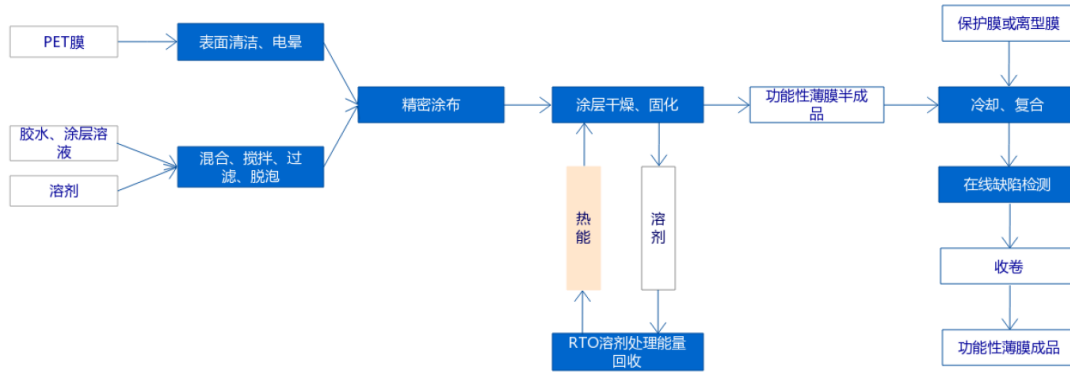 PET膜
表面清洁、电晕
胶水、涂层溶
液
溶剂
混合、搅拌、过
滤、脱泡
精密涂布
涂层干燥、固化
热
能
溶
剂
RTO溶剂处理能量
回收
功能性薄膜半成
品
保护膜或离型膜
冷却、复合
在线缺陷检测
收卷
功能性薄膜成品